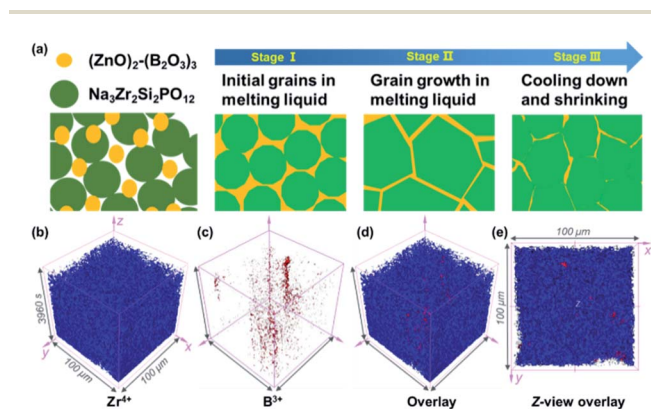 (a)
(ZnO)₂-(B₂O₃)₃
Na₃Zr₂Si₂PO₁₂
Stage I
Stage II
Stage III
Initial grains in
melting liquid
Grain growth in
melting liquid
Cooling down
and shrinking
(b)
z
3960 s
y
100 μm
100 μm
x
Zr⁴⁺
(c)
B³⁺
(d)
Overlay
(e)
100 μm
x
100 μm
z
y
Z-view overlay